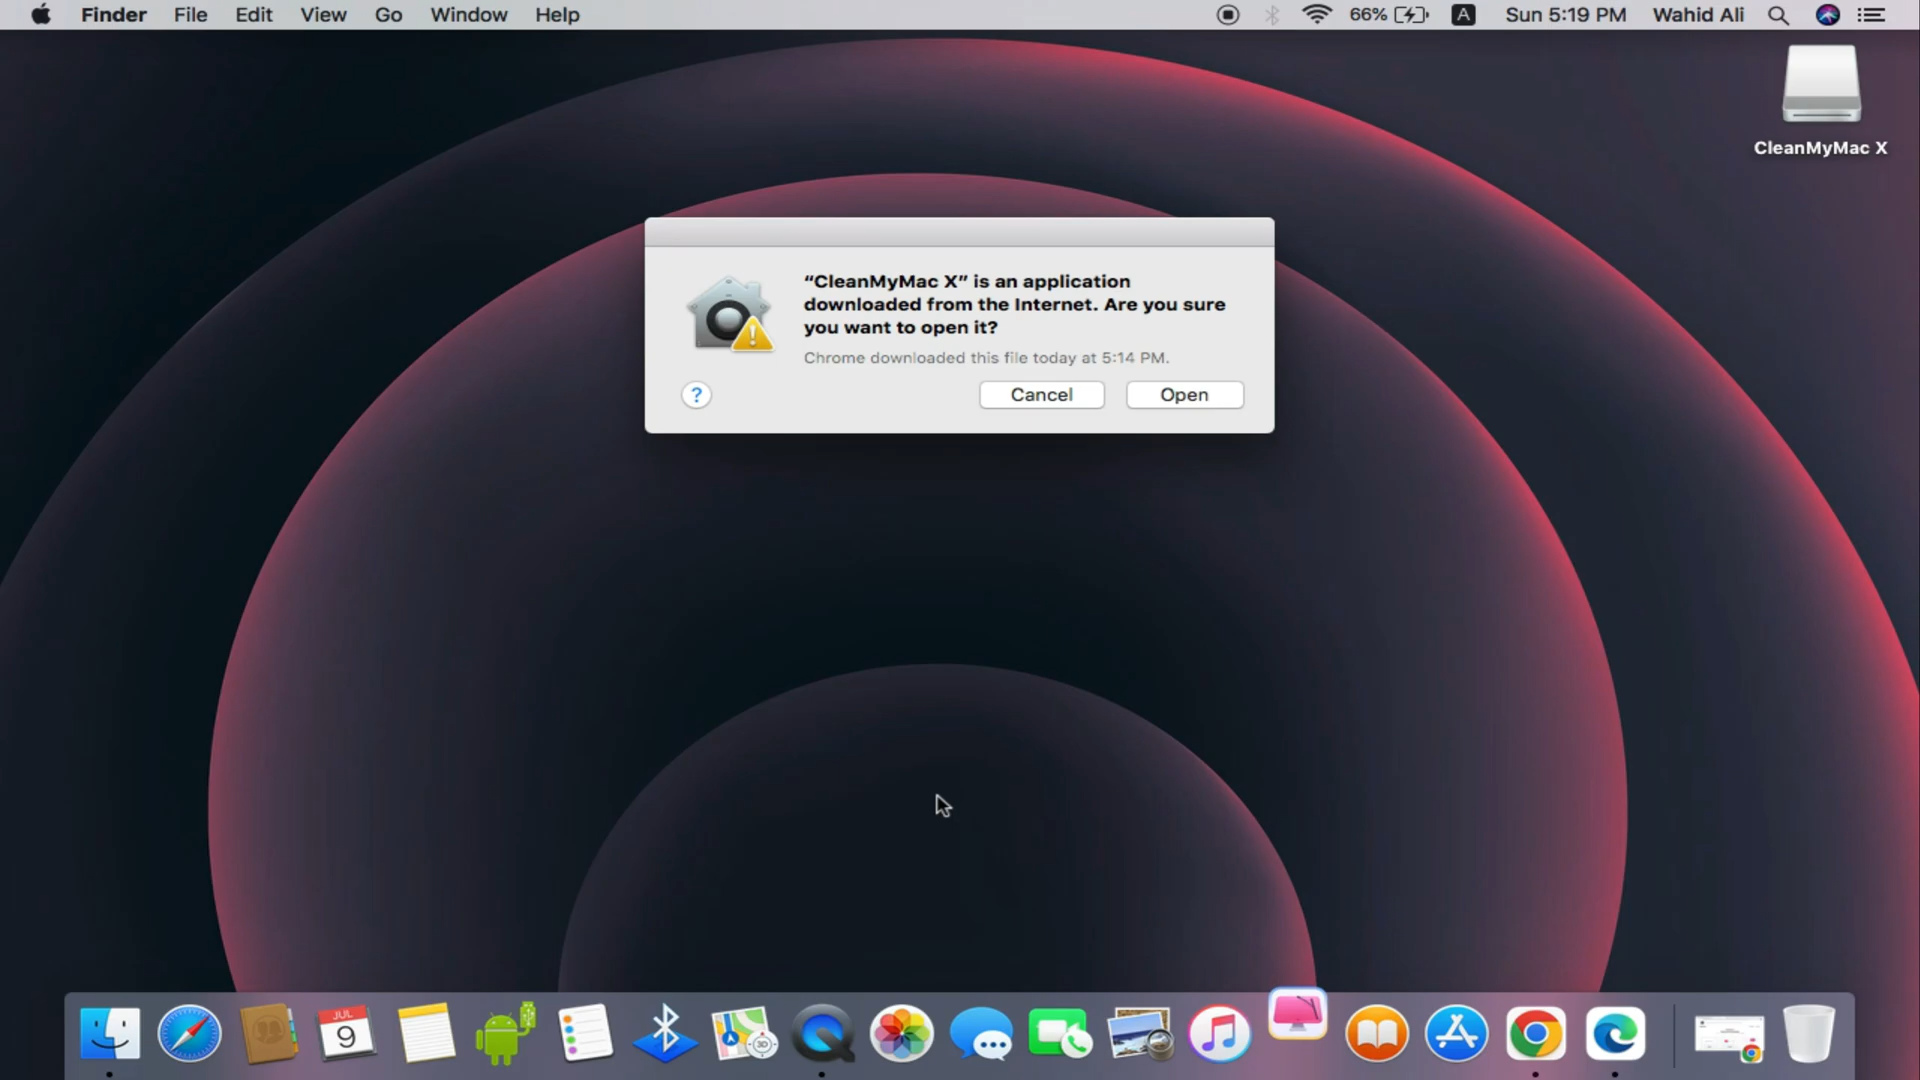 Finder File Edit View Go Window Help 66% A Sun 5:19 PM Wahid Ali
CleanMyMac X
“CleanMyMac X” is an application
downloaded from the Internet. Are you sure
you want to open it?
Chrome downloaded this file today at 5:14 PM.
? Cancel Open
JUL
9
3D